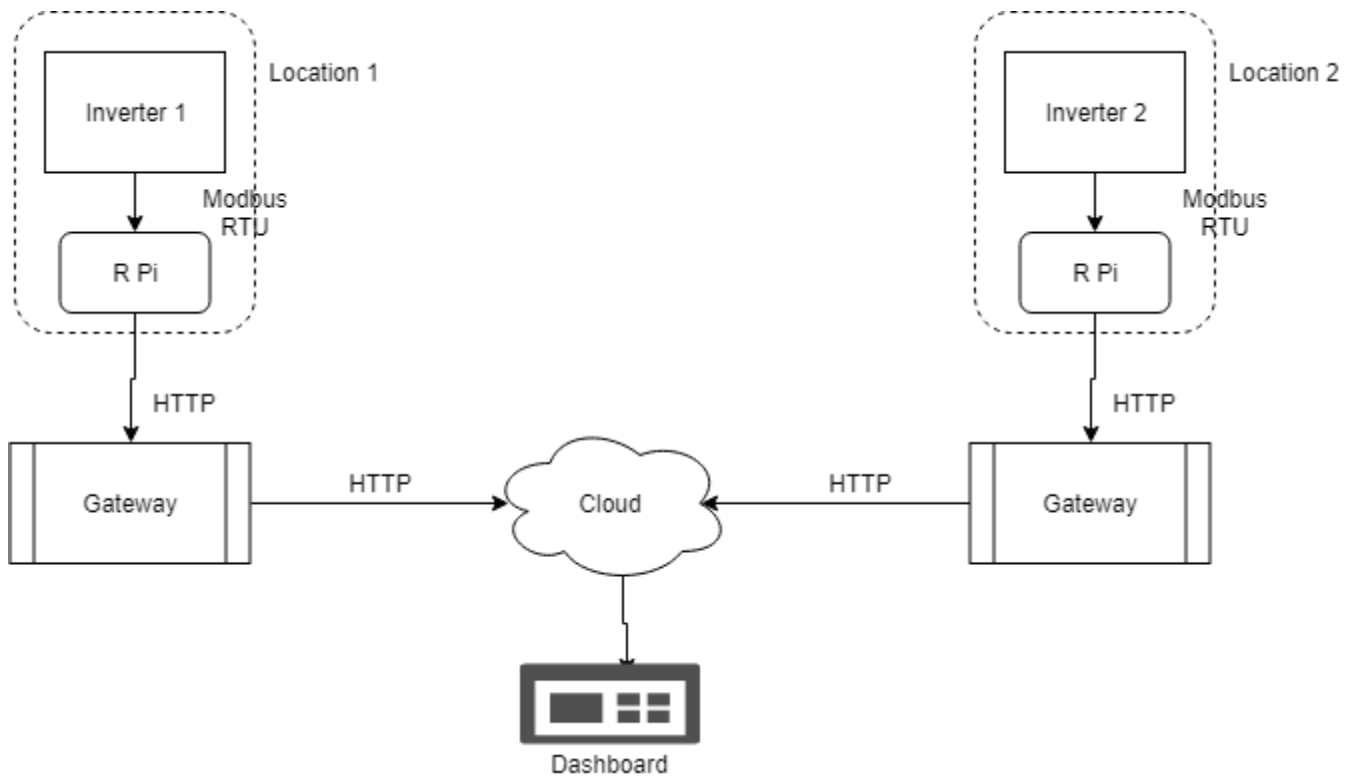 Location 1
Inverter 1
Modbus
RTU
R Pi
HTTP
Gateway
HTTP
Cloud
Dashboard
Location 2
Inverter 2
Modbus
RTU
R Pi
HTTP
Gateway
HTTP